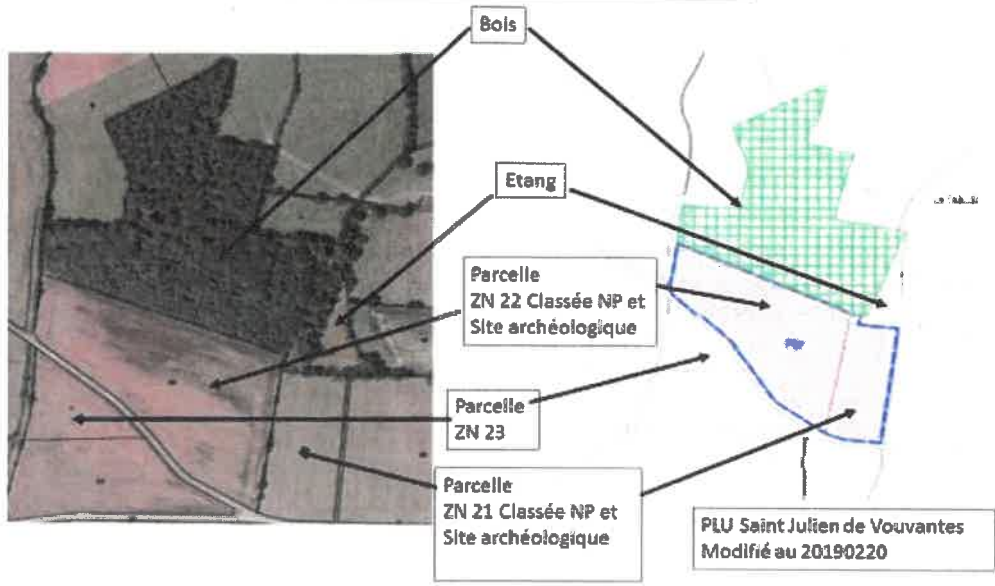 Bois
Etang
Parcelle
ZN 22 Classée NP et
Site archéologique
Parcelle
ZN 23
Parcelle
ZN 21 Classée NP et
Site archéologique
PLU Saint Julien de Vouvantes
Modifié au 20190220